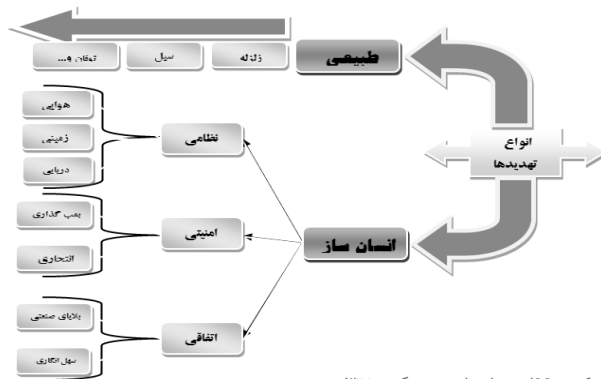 انواع
تهدیدها
طبیعی
زلزله
سیل
توفان و...
انسان ساز
نظامی
هوایی
زمینی
دریایی
امنیتی
بمب گذاری
انتحاری
اتفاقی
بلایای صنعتی
سهل انگاری